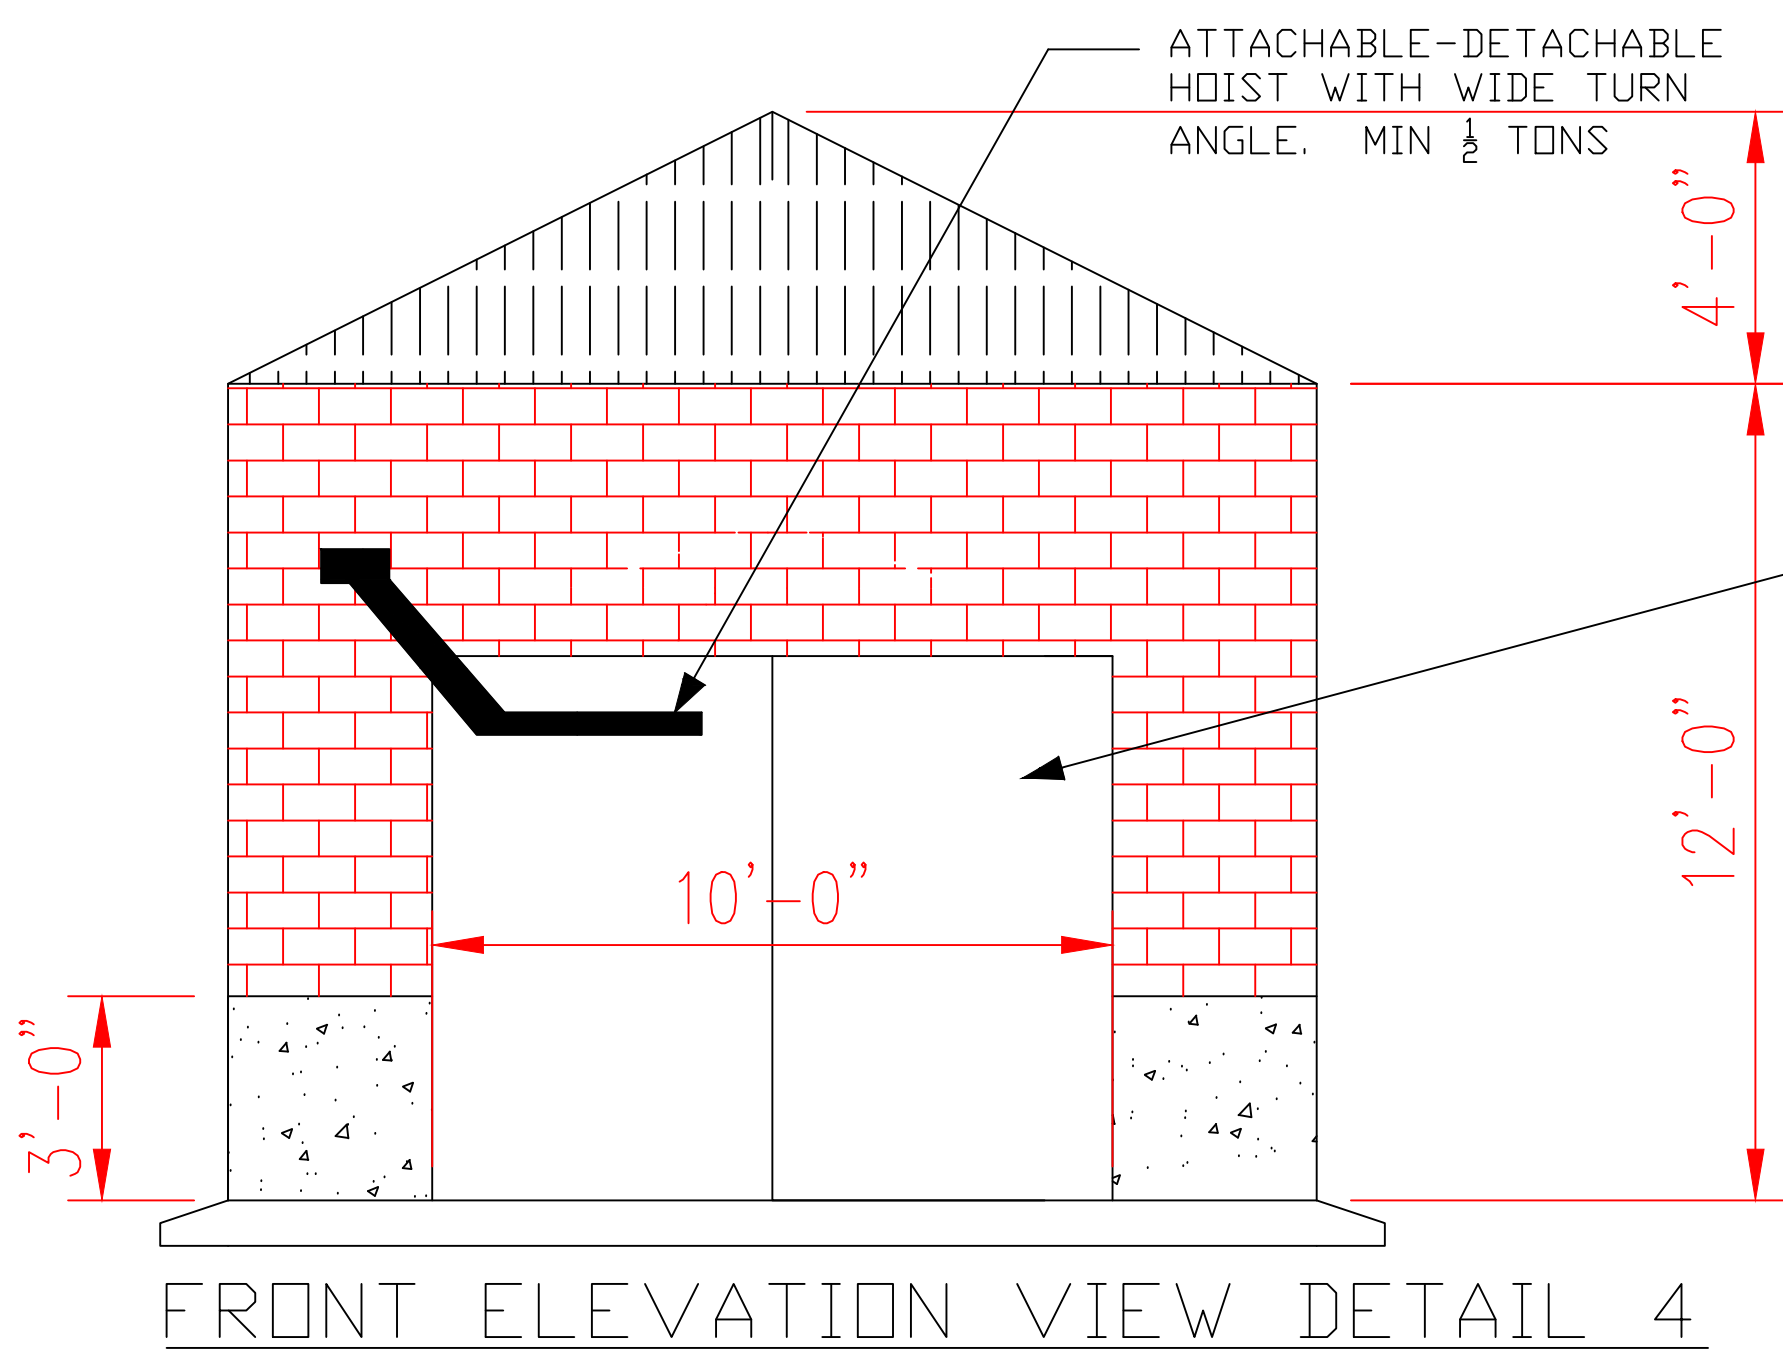 ATTACHABLE-DETACHABLE
HOIST WITH WIDE TURN
ANGLE. MIN ½ TONS
4'-0"
12'-0"
10'-0"
3'-0"
FRONT ELEVATION VIEW DETAIL 4